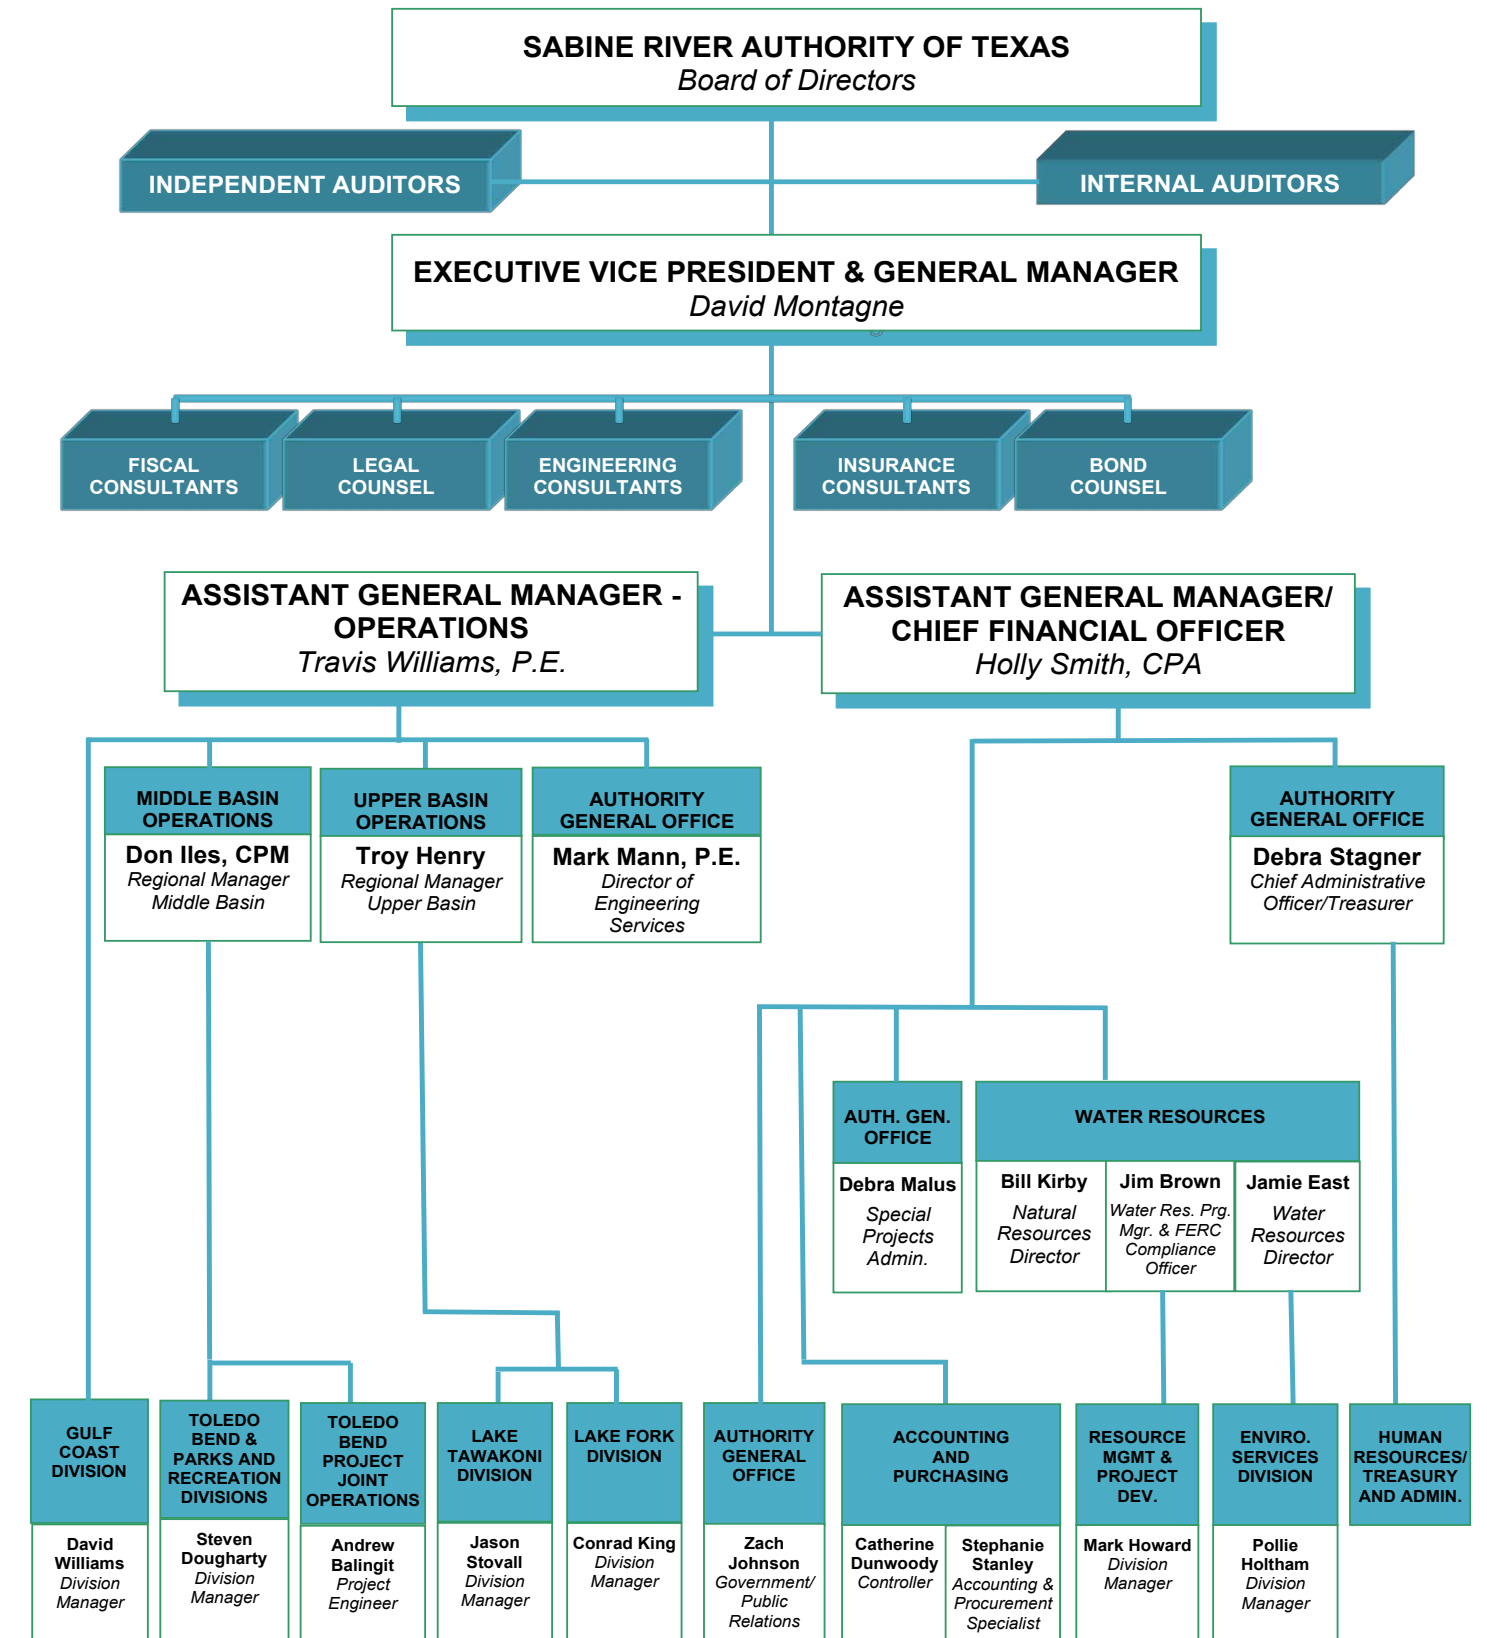 SABINE RIVER AUTHORITY OF TEXAS
Board of Directors
INDEPENDENT AUDITORS
INTERNAL AUDITORS
EXECUTIVE VICE PRESIDENT & GENERAL MANAGER
David Montagne
FISCAL
CONSULTANTS
LEGAL
COUNSEL
ENGINEERING
CONSULTANTS
INSURANCE
CONSULTANTS
BOND
COUNSEL
ASSISTANT GENERAL MANAGER -
OPERATIONS
Travis Williams, P.E.
ASSISTANT GENERAL MANAGER/
CHIEF FINANCIAL OFFICER
Holly Smith, CPA
MIDDLE BASIN
OPERATIONS
Don Iles, CPM
Regional Manager
Middle Basin
UPPER BASIN
OPERATIONS
Troy Henry
Regional Manager
Upper Basin
AUTHORITY
GENERAL OFFICE
Mark Mann, P.E.
Director of
Engineering
Services
AUTHORITY
GENERAL OFFICE
Debra Stagner
Chief Administrative
Officer/Treasurer
AUTH. GEN.
OFFICE
Debra Malus
Special
Projects
Admin.
WATER RESOURCES
Bill Kirby
Natural
Resources
Director
Jim Brown
Water Res. Prg.
Mgr. & FERC
Compliance
Officer
Jamie East
Water
Resources
Director
GULF
COAST
DIVISION
David
Williams
Division
Manager
TOLEDO
BEND &
PARKS AND
RECREATION
DIVISIONS
Steven
Dougharty
Division
Manager
TOLEDO
BEND
PROJECT
JOINT
OPERATIONS
Andrew
Balingit
Project
Engineer
LAKE
TAWAKONI
DIVISION
Jason
Stovall
Division
Manager
LAKE FORK
DIVISION
Conrad King
Division
Manager
AUTHORITY
GENERAL
OFFICE
Zach
Johnson
Government/
Public
Relations
ACCOUNTING
AND
PURCHASING
Catherine
Dunwoody
Controller
Stephanie
Stanley
Accounting &
Procurement
Specialist
RESOURCE
MGMT &
PROJECT
DEV.
Mark Howard
Division
Manager
ENVIRO.
SERVICES
DIVISION
Pollie
Holtham
Division
Manager
HUMAN
RESOURCES/
TREASURY
AND ADMIN.